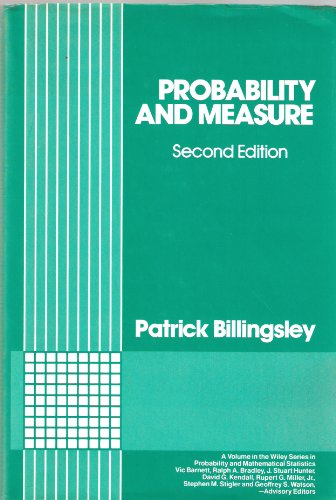 PROBABILITY
AND MEASURE
Second Edition
Patrick Billingsley
A Volume in the Wiley Series in
Probability and Mathematical Statistics
Vic Barnett, Ralph A. Bradley, J. Stuart Hunter,
David G. Kendall, Rupert G. Miller, Jr.,
Stephen M. Stigler and Geoffrey S. Watson,
—Advisory Editors